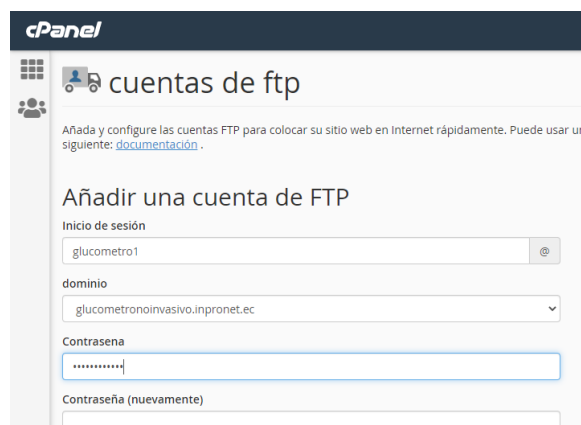 cPanel
cuentas de ftp
Añada y configure las cuentas FTP para colocar su sitio web en Internet rápidamente. Puede usar
siguiente: documentación .
Añadir una cuenta de FTP
Inicio de sesión
glucometro1 @
dominio
glucometronoinvasivo.inpronet.ec
Contrasena
••••••••••••
Contraseña (nuevamente)